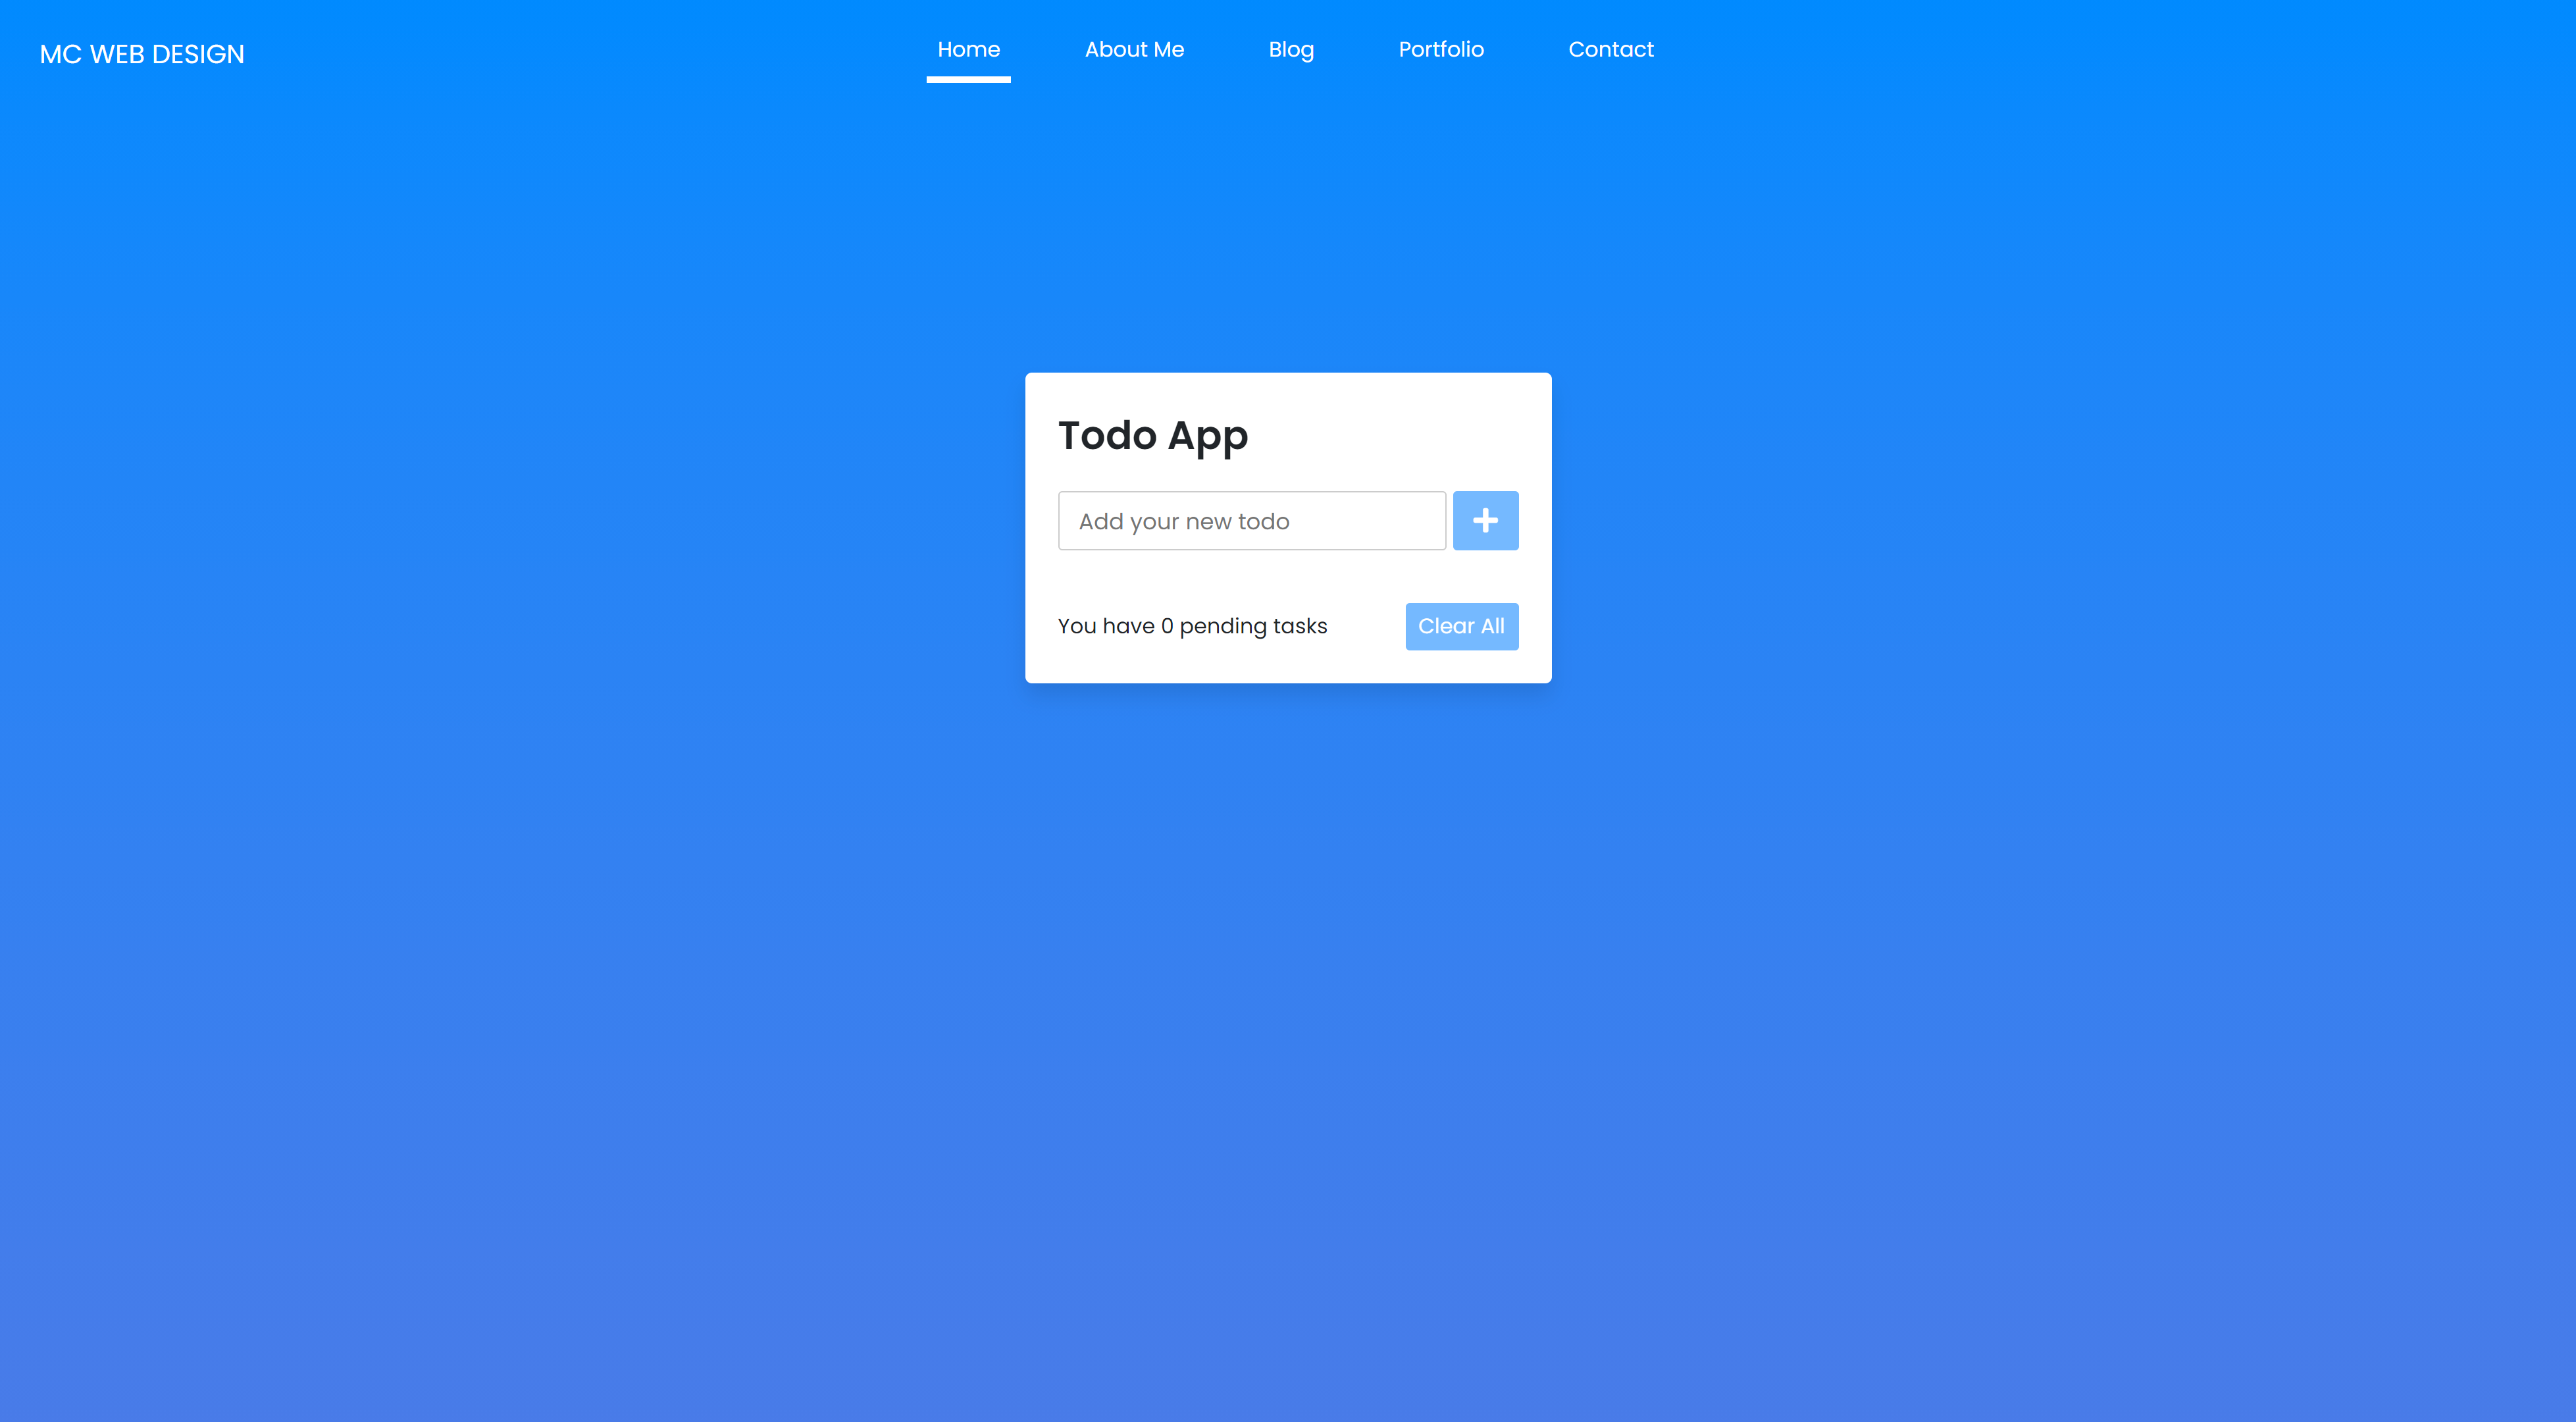 MC WEB DESIGN
Home About Me Blog Portfolio Contact
Todo App
Add your new todo
You have 0 pending tasks
Clear All